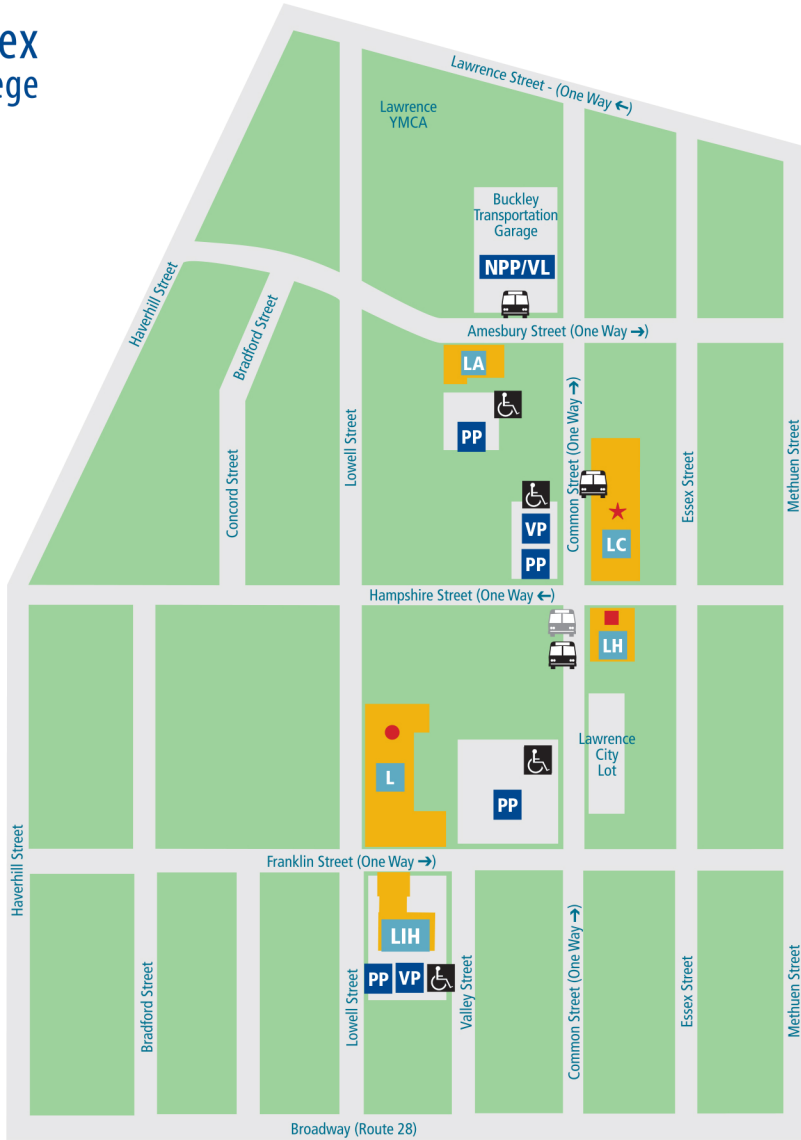 ex
ege
Lawrence Street - (One Way ←)
Lawrence
YMCA
Buckley
Transportation
Garage
NPP/VL
Haverhill Street
Bradford Street
Amesbury Street (One Way →)
LA
PP
Concord Street
Lowell Street
Common Street (One Way →)
Essex Street
Methuen Street
VP
PP
LC
Hampshire Street (One Way ←)
LH
Lawrence
City
Lot
L
PP
Haverhill Street
Franklin Street (One Way →)
LIH
PP
VP
Bradford Street
Lowell Street
Valley Street
Common Street (One Way →)
Essex Street
Methuen Street
Broadway (Route 28)